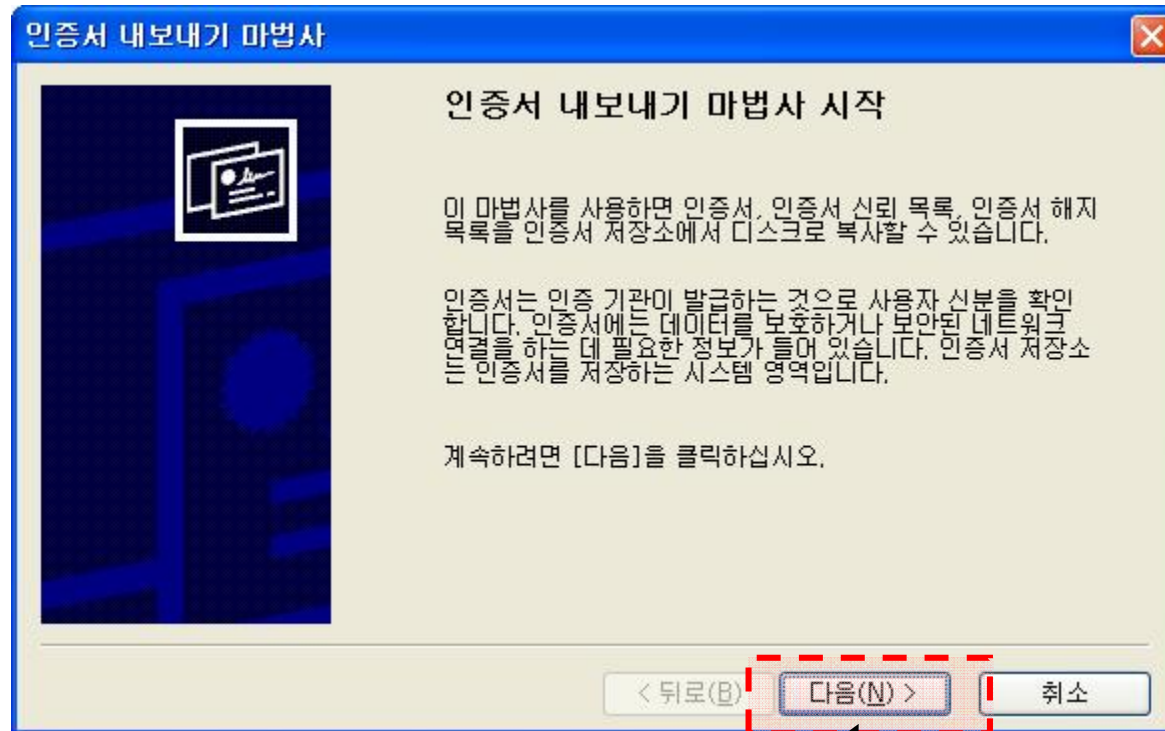 인증서 내보내기 마법사
인증서 내보내기 마법사 시작
이 마법사를 사용하면 인증서, 인증서 신뢰 목록, 인증서 해지
목록을 인증서 저장소에서 디스크로 복사할 수 있습니다.
인증서는 인증 기관이 발급하는 것으로 사용자 신분을 확인
합니다. 인증서에는 데이터를 보호하거나 보안된 네트워크
연결을 하는 데 필요한 정보가 들어 있습니다. 인증서 저장소
는 인증서를 저장하는 시스템 영역입니다.
계속하려면 [다음]을 클릭하십시오.
< 뒤로(B) 다음(N) > 취소